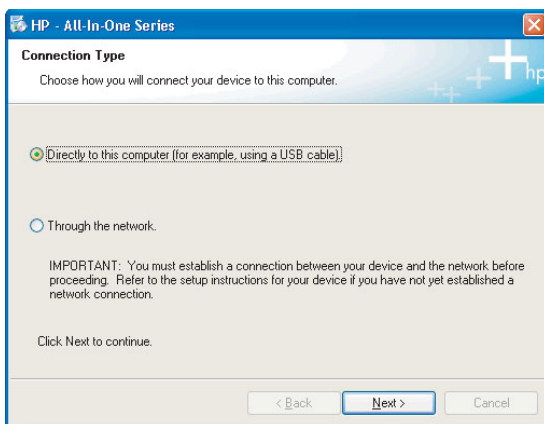 HP - All-In-One Series
Connection Type
Choose how you will connect your device to this computer.
hp
Directly to this computer (for example, using a USB cable).
Through the network.
IMPORTANT: You must establish a connection between your device and the network before
proceeding. Refer to the setup instructions for your device if you have not yet established a
network connection.
Click Next to continue.
< Back
Next >
Cancel